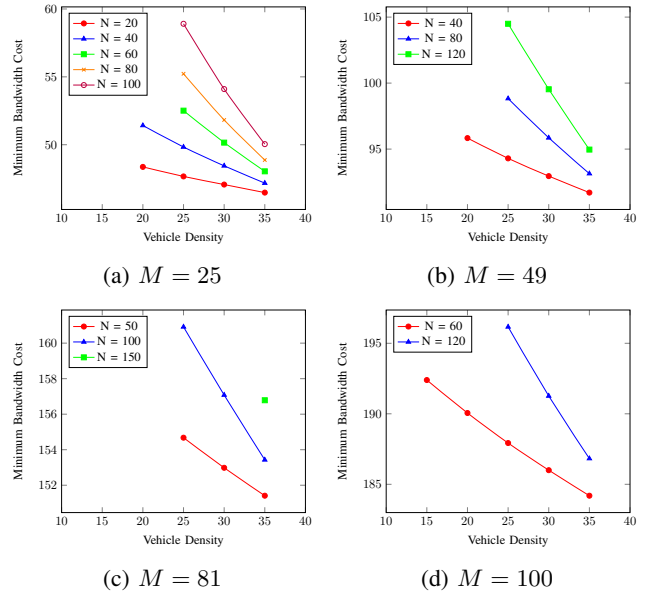 N = 20
N = 40
N = 60
N = 80
N = 100
Minimum Bandwidth Cost
60
55
50
10 15 20 25 30 35 40
Vehicle Density
(a) M = 25
N = 40
N = 80
N = 120
Minimum Bandwidth Cost
105
100
95
10 15 20 25 30 35 40
Vehicle Density
(b) M = 49
N = 50
N = 100
N = 150
Minimum Bandwidth Cost
160
158
156
154
152
10 15 20 25 30 35 40
Vehicle Density
(c) M = 81
N = 60
N = 120
Minimum Bandwidth Cost
195
190
185
10 15 20 25 30 35 40
Vehicle Density
(d) M = 100